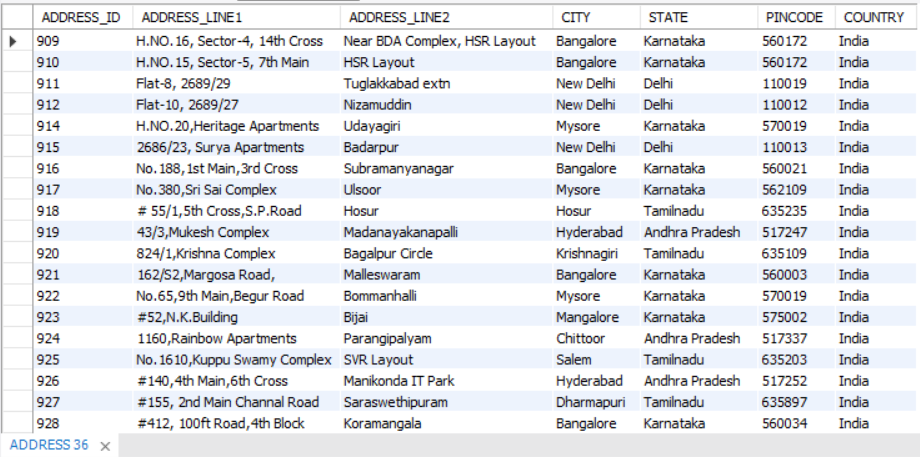 ADDRESS_ID ADDRESS_LINE1 ADDRESS_LINE2 CITY STATE PINCODE COUNTRY
909 H.NO.16, Sector-4, 14th Cross Near BDA Complex, HSR Layout Bangalore Karnataka 560172 India
910 H.NO.15, Sector-5, 7th Main HSR Layout Bangalore Karnataka 560172 India
911 Flat-8, 2689/29 Tuglakkabad extn New Delhi Delhi 110019 India
912 Flat-10, 2689/27 Nizamuddin New Delhi Delhi 110012 India
914 H.NO.20,Heritage Apartments Udayagiri Mysore Karnataka 570019 India
915 2686/23, Surya Apartments Badarpur New Delhi Delhi 110013 India
916 No.188,1st Main,3rd Cross Subramanyanagar Bangalore Karnataka 560021 India
917 No.380,Sri Sai Complex Ulsoor Mysore Karnataka 562109 India
918 # 55/1,5th Cross,S.P.Road Hosur Hosur Tamilnadu 635235 India
919 43/3,Mukesh Complex Madanayakanapalli Hyderabad Andhra Pradesh 517247 India
920 824/1,Krishna Complex Bagalpur Circle Krishnagiri Tamilnadu 635109 India
921 162/S2,Margosa Road, Malleswaram Bangalore Karnataka 560003 India
922 No.65,9th Main,Begur Road Bommanhalli Mysore Karnataka 570019 India
923 #52,N.K.Building Bijai Mangalore Karnataka 575002 India
924 1160,Rainbow Apartments Parangipalyam Chittoor Andhra Pradesh 517337 India
925 No.1610,Kuppu Swamy Complex SVR Layout Salem Tamilnadu 635203 India
926 #140,4th Main,6th Cross Manikonda IT Park Hyderabad Andhra Pradesh 517252 India
927 #155, 2nd Main Channal Road Saraswethipuram Dharmapuri Tamilnadu 635897 India
928 #412, 100ft Road,4th Block Koramangala Bangalore Karnataka 560034 India
ADDRESS 36